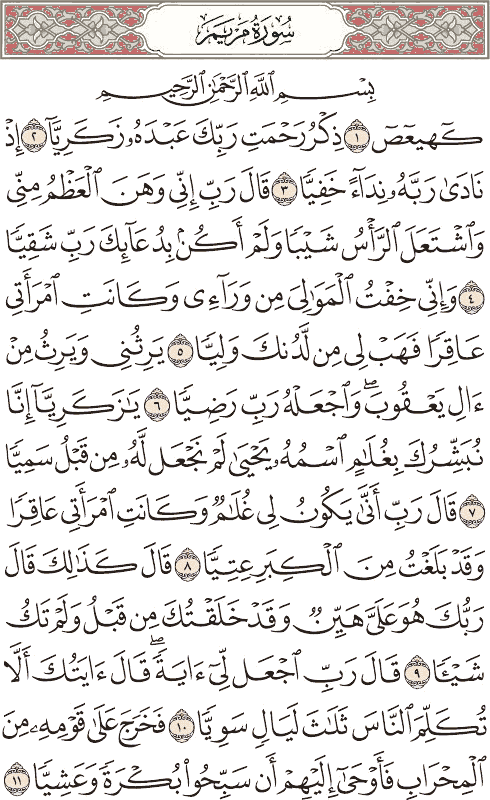 سُورَةُ مَرۡيَمَ
بِسۡمِ ٱللَّهِ ٱلرَّحۡمَٰنِ ٱلرَّحِيمِ
كٓهيعٓصٓ ١ ذِكۡرُ رَحۡمَتِ رَبِّكَ عَبۡدَهُۥ زَكَرِيَّآ ٢ إِذۡ
نَادَىٰ رَبَّهُۥ نِدَآءً خَفِيّٗا ٣ قَالَ رَبِّ إِنِّي وَهَنَ ٱلۡعَظۡمُ مِنِّي
وَٱشۡتَعَلَ ٱلرَّأۡسُ شَيۡبٗا وَلَمۡ أَكُنۢ بِدُعَآئِكَ رَبِّ شَقِيّٗا
٤ وَإِنِّي خِفۡتُ ٱلۡمَوَٰلِيَ مِن وَرَآءِي وَكَانَتِ ٱمۡرَأَتِي
عَاقِرٗا فَهَبۡ لِي مِن لَّدُنكَ وَلِيّٗا ٥ يَرِثُنِي وَيَرِثُ مِنۡ
ءَالِ يَعۡقُوبَۖ وَٱجۡعَلۡهُ رَبِّ رَضِيّٗا ٦ يَٰزَكَرِيَّآ إِنَّا
نُبَشِّرُكَ بِغُلَٰمٍ ٱسۡمُهُۥ يَحۡيَىٰ لَمۡ نَجۡعَل لَّهُۥ مِن قَبۡلُ سَمِيّٗا
٧ قَالَ رَبِّ أَنَّىٰ يَكُونُ لِي غُلَٰمٞ وَكَانَتِ ٱمۡرَأَتِي عَاقِرٗا
وَقَدۡ بَلَغۡتُ مِنَ ٱلۡكِبَرِ عِتِيّٗا ٨ قَالَ كَذَٰلِكَ قَالَ
رَبُّكَ هُوَ عَلَيَّ هَيِّنٞ وَقَدۡ خَلَقۡتُكَ مِن قَبۡلُ وَلَمۡ تَكُ
شَيۡـٔٗا ٩ قَالَ رَبِّ ٱجۡعَل لِّيٓ ءَايَةٗۖ قَالَ ءَايَتُكَ أَلَّا
تُكَلِّمَ ٱلنَّاسَ ثَلَٰثَ لَيَالٖ سَوِيّٗا ١٠ فَخَرَجَ عَلَىٰ قَوۡمِهِۦ مِنَ
ٱلۡمِحۡرَابِ فَأَوۡحَىٰٓ إِلَيۡهِمۡ أَن سَبِّحُواْ بُكۡرَةٗ وَعَشِيّٗا ١١